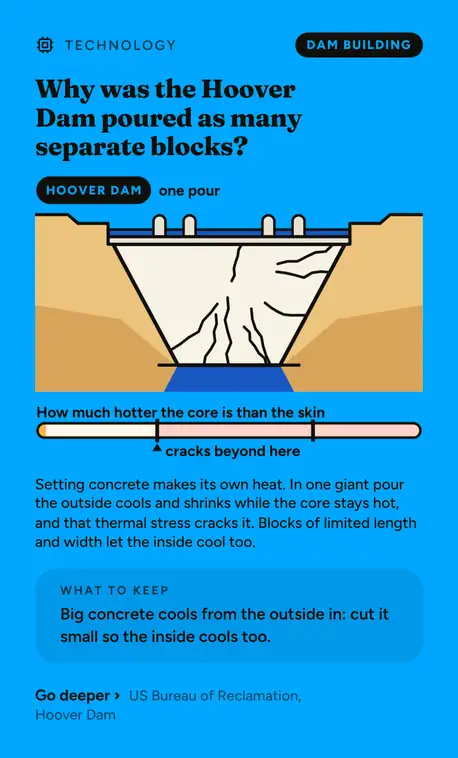 TECHNOLOGY
DAM BUILDING
Why was the Hoover
Dam poured as many
separate blocks?
HOOVER DAM one pour
How much hotter the core is than the skin
cracks beyond here
Setting concrete makes its own heat. In one giant pour
the outside cools and shrinks while the core stays hot,
and that thermal stress cracks it. Blocks of limited length
and width let the inside cool too.
WHAT TO KEEP
Big concrete cools from the outside in: cut it
small so the inside cools too.
Go deeper › US Bureau of Reclamation,
Hoover Dam